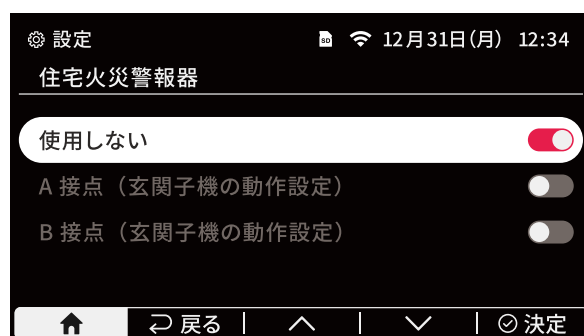 設定 SD 12月31日(月) 12:34
住宅火災警報器
使用しない
A 接点（玄関子機の動作設定）
B 接点（玄関子機の動作設定）
戻る 決定